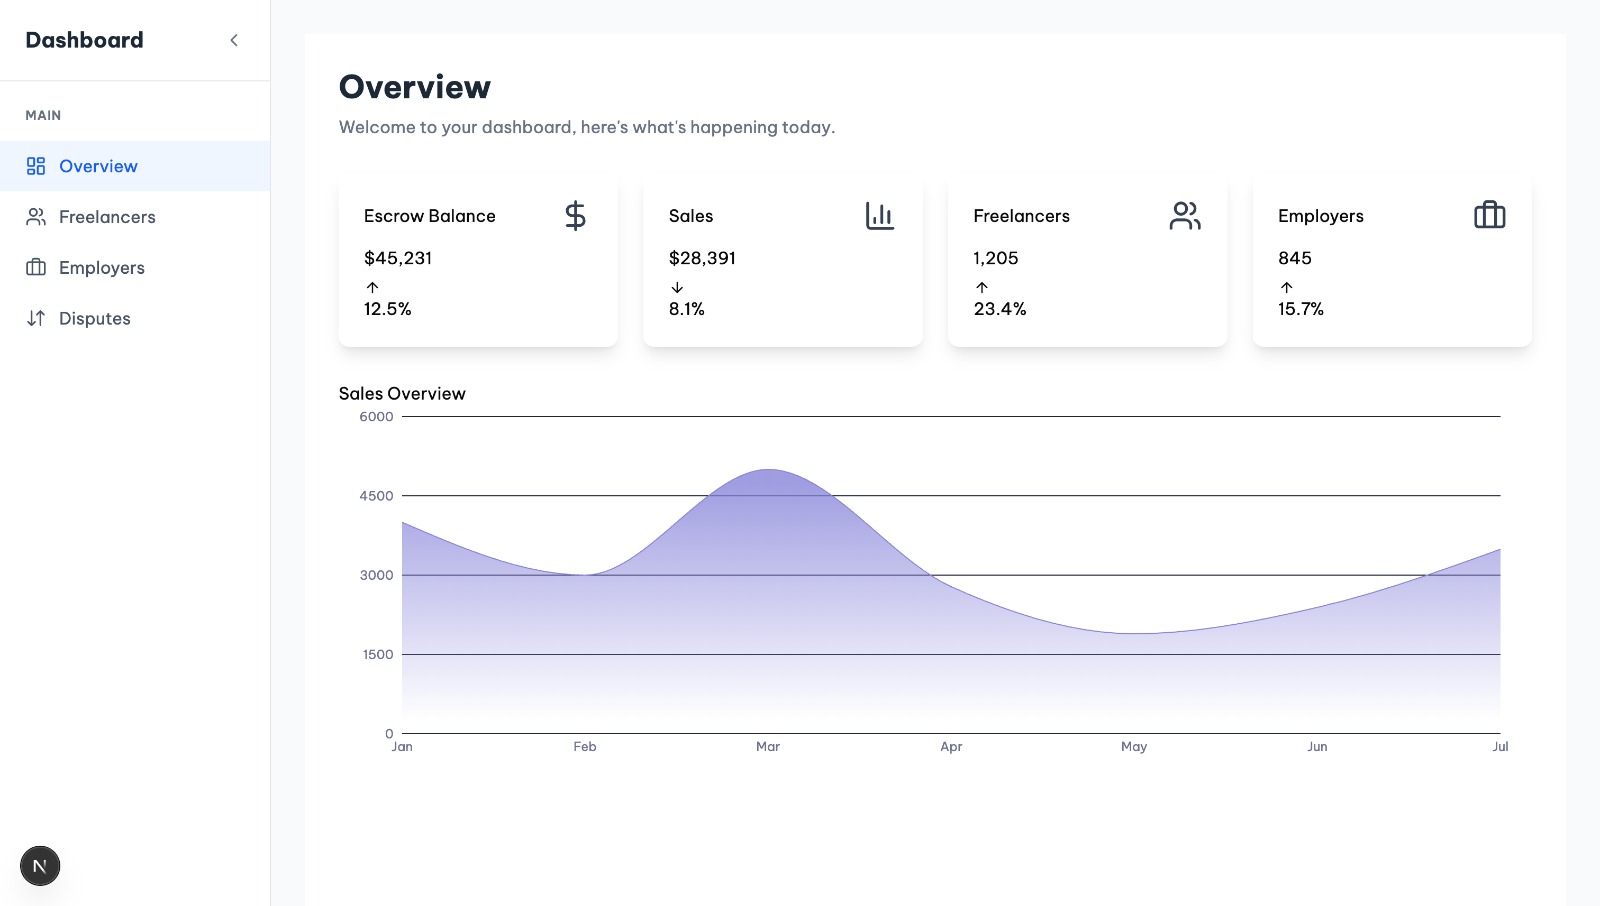 Dashboard
MAIN
Overview
Freelancers
Employers
Disputes
N
Overview
Welcome to your dashboard, here's what's happening today.
Escrow Balance
$45,231
↑
12.5%
Sales
$28,391
↓
8.1%
Freelancers
1,205
↑
23.4%
Employers
845
↑
15.7%
Sales Overview
6000
4500
3000
1500
0
Jan Feb Mar Apr May Jun Jul